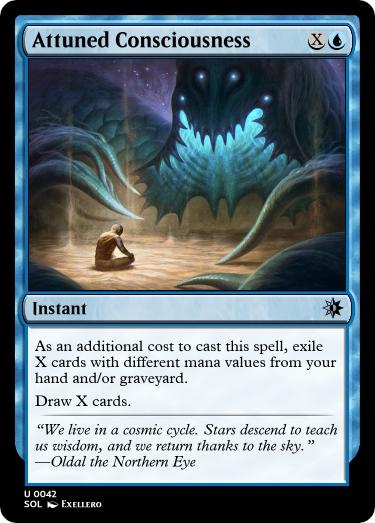 Attuned Consciousness X
Instant
As an additional cost to cast this spell, exile
X cards with different mana values from your
hand and/or graveyard.
Draw X cards.
“We live in a cosmic cycle. Stars descend to teach
us wisdom, and we return thanks to the sky.”
—Oldal the Northern Eye
U 0042
SOL Exellero